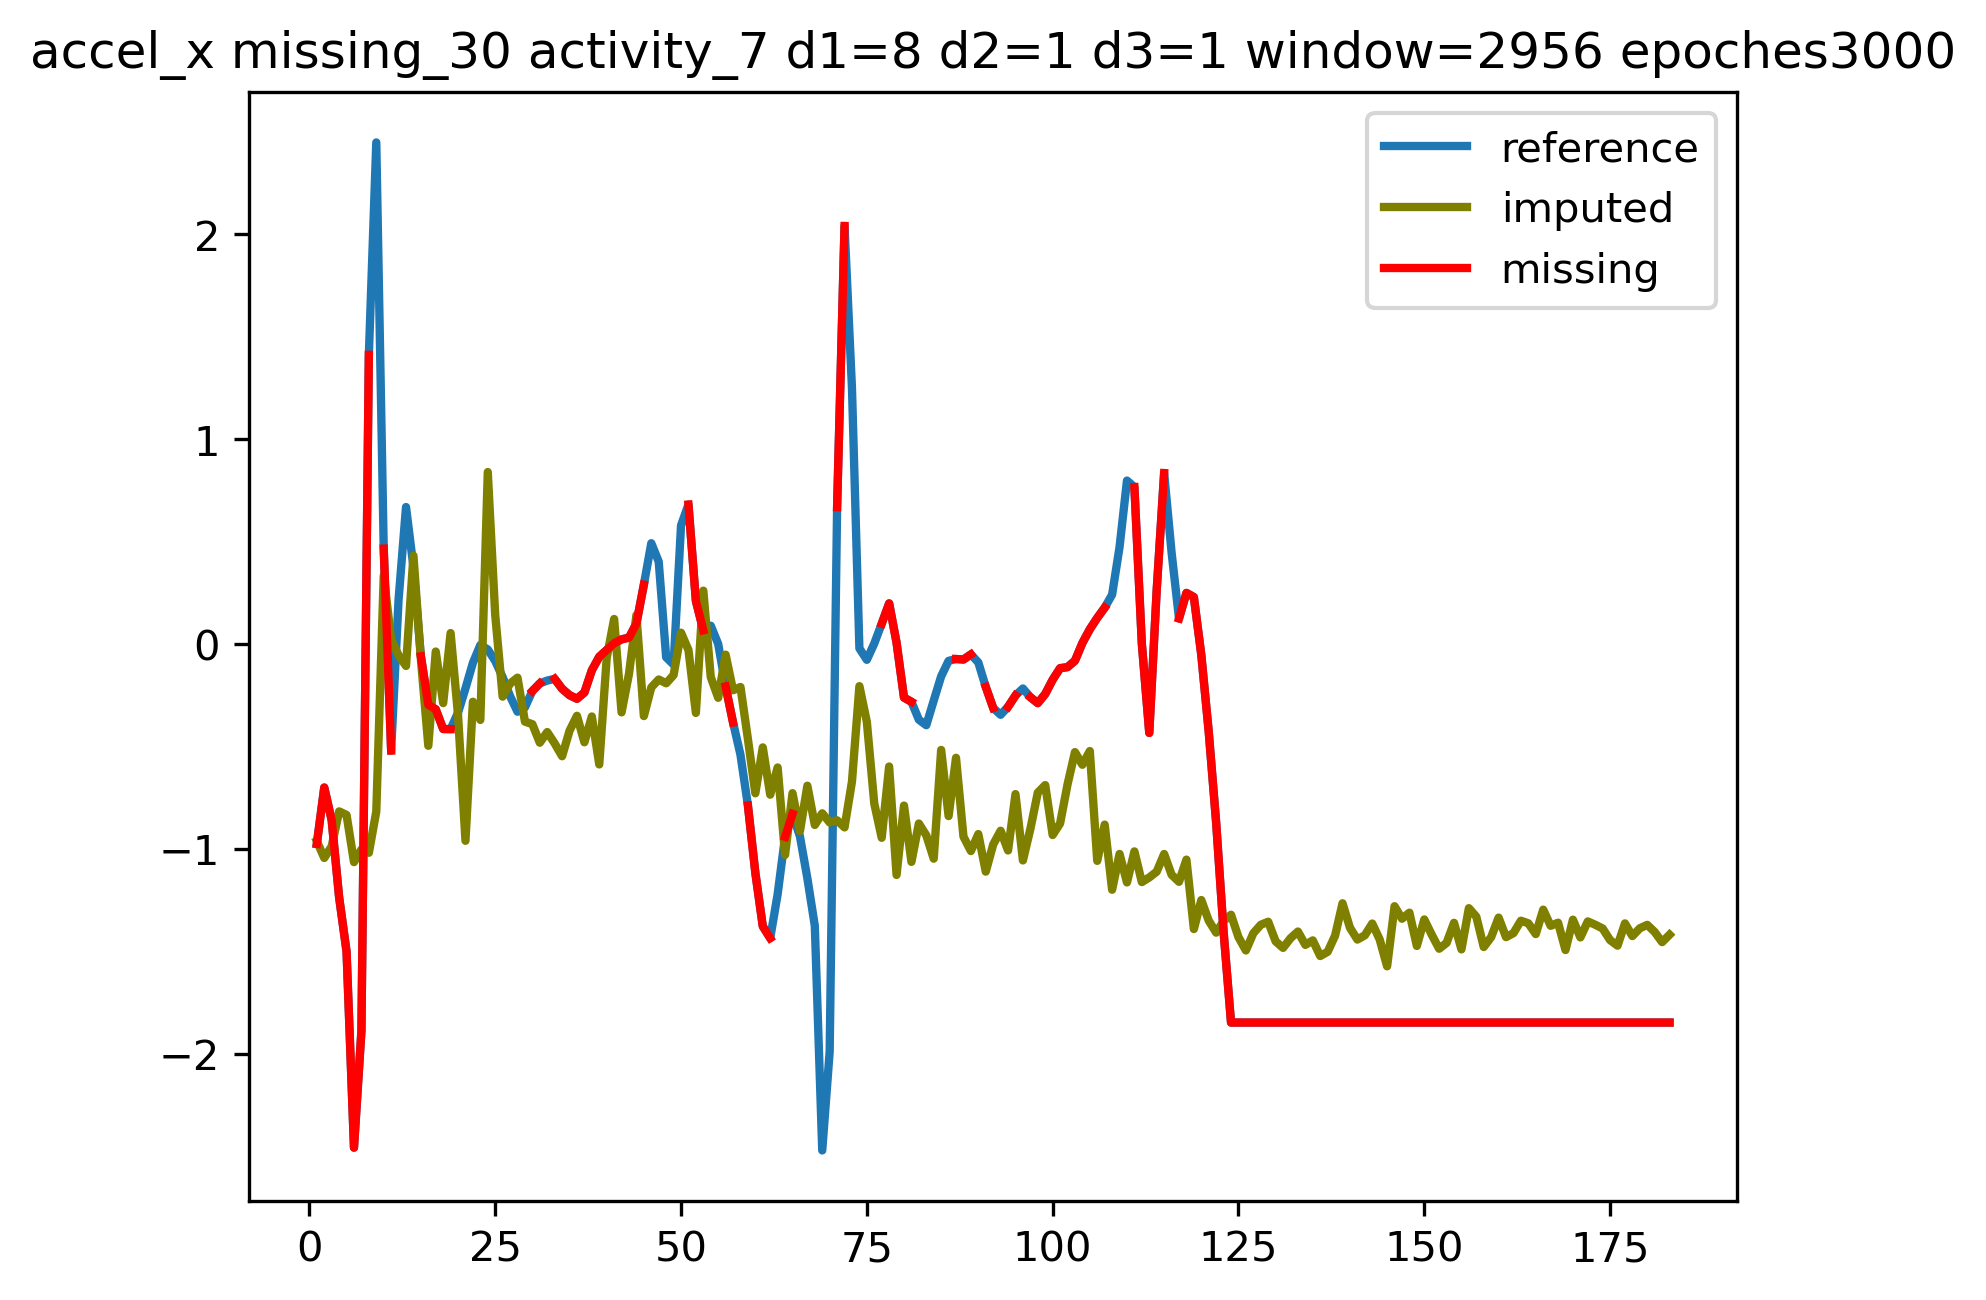 accel_x missing_30 activity_7 d1=8 d2=1 d3=1 window=2956 epoches3000
reference
imputed
missing
2
1
0
−1
−2
0 25 50 75 100 125 150 175